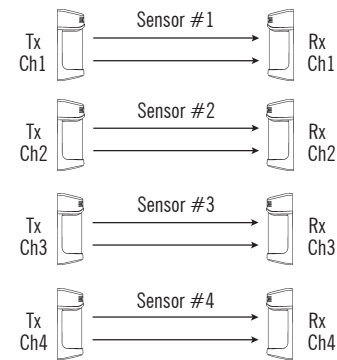 Sensor #1
Tx
Ch1
Rx
Ch1
Sensor #2
Tx
Ch2
Rx
Ch2
Sensor #3
Tx
Ch3
Rx
Ch3
Sensor #4
Tx
Ch4
Rx
Ch4